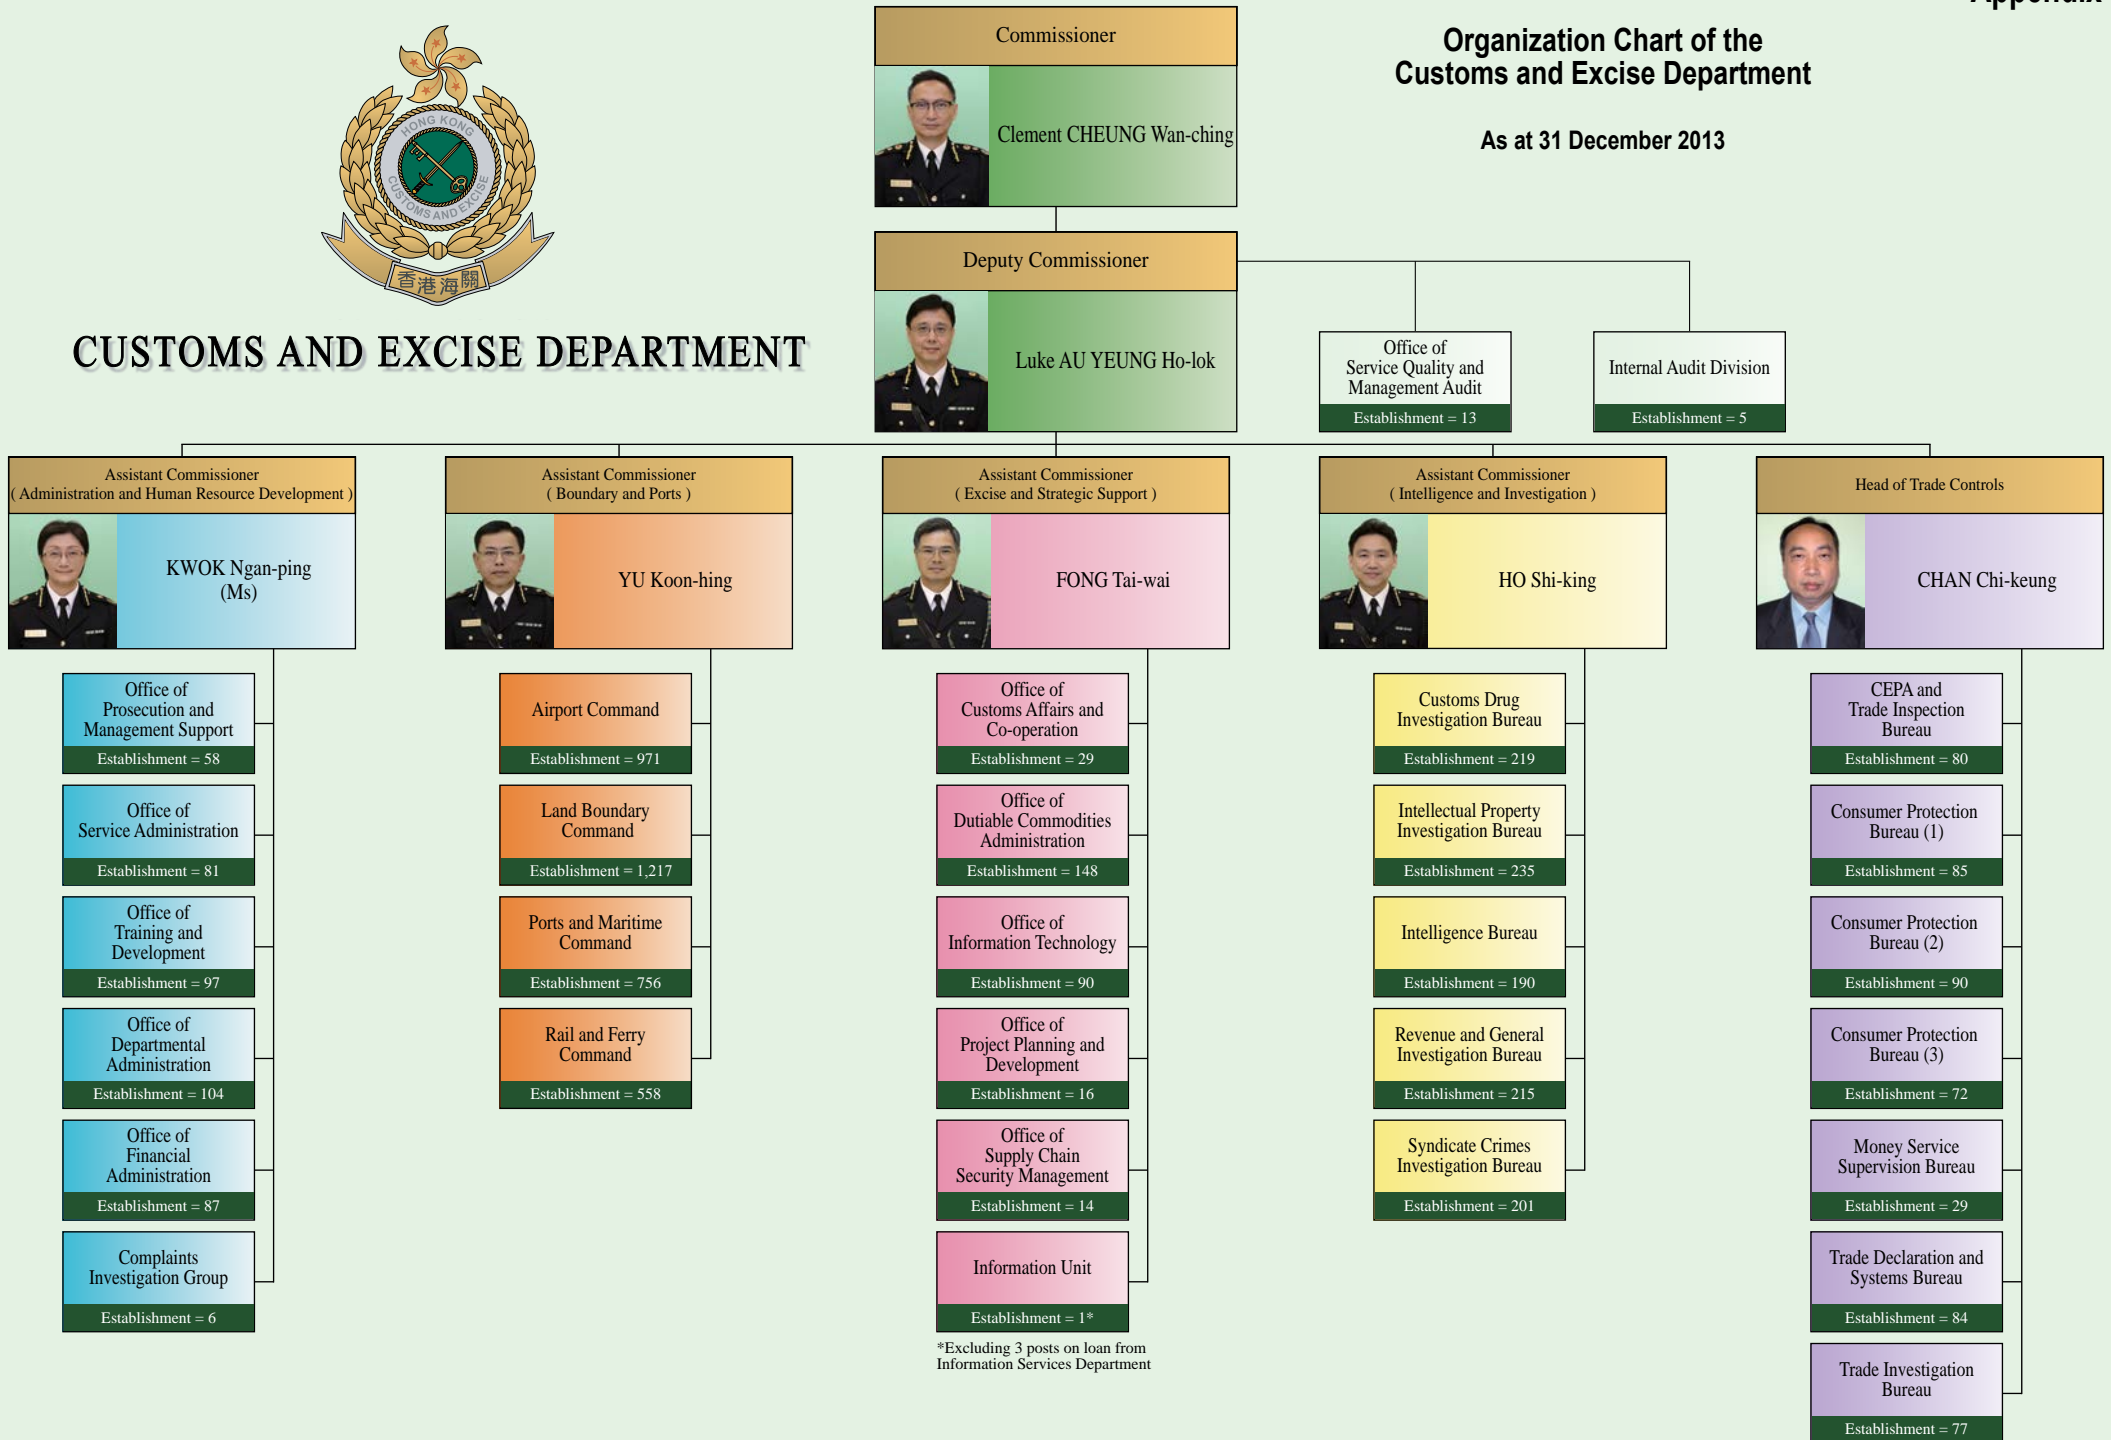 Appendix
Organization Chart of the
Customs and Excise Department
As at 31 December 2013
HONG KONG
CUSTOMS AND EXCISE
香港海關
CUSTOMS AND EXCISE DEPARTMENT
Commissioner
Clement CHEUNG Wan-ching
Deputy Commissioner
Luke AU YEUNG Ho-lok
Office of
Service Quality and
Management Audit
Establishment = 13
Internal Audit Division
Establishment = 5
Assistant Commissioner
( Administration and Human Resource Development )
KWOK Ngan-ping
(Ms)
Office of
Prosecution and
Management Support
Establishment = 58
Office of
Service Administration
Establishment = 81
Office of
Training and
Development
Establishment = 97
Office of
Departmental
Administration
Establishment = 104
Office of
Financial
Administration
Establishment = 87
Complaints
Investigation Group
Establishment = 6
Assistant Commissioner
( Boundary and Ports )
YU Koon-hing
Airport Command
Establishment = 971
Land Boundary
Command
Establishment = 1,217
Ports and Maritime
Command
Establishment = 756
Rail and Ferry
Command
Establishment = 558
Assistant Commissioner
( Excise and Strategic Support )
FONG Tai-wai
Office of
Customs Affairs and
Co-operation
Establishment = 29
Office of
Dutiable Commodities
Administration
Establishment = 148
Office of
Information Technology
Establishment = 90
Office of
Project Planning and
Development
Establishment = 16
Office of
Supply Chain
Security Management
Establishment = 14
Information Unit
Establishment = 1*
*Excluding 3 posts on loan from
Information Services Department
Assistant Commissioner
( Intelligence and Investigation )
HO Shi-king
Customs Drug
Investigation Bureau
Establishment = 219
Intellectual Property
Investigation Bureau
Establishment = 235
Intelligence Bureau
Establishment = 190
Revenue and General
Investigation Bureau
Establishment = 215
Syndicate Crimes
Investigation Bureau
Establishment = 201
Head of Trade Controls
CHAN Chi-keung
CEPA and
Trade Inspection
Bureau
Establishment = 80
Consumer Protection
Bureau (1)
Establishment = 85
Consumer Protection
Bureau (2)
Establishment = 90
Consumer Protection
Bureau (3)
Establishment = 72
Money Service
Supervision Bureau
Establishment = 29
Trade Declaration and
Systems Bureau
Establishment = 84
Trade Investigation
Bureau
Establishment = 77